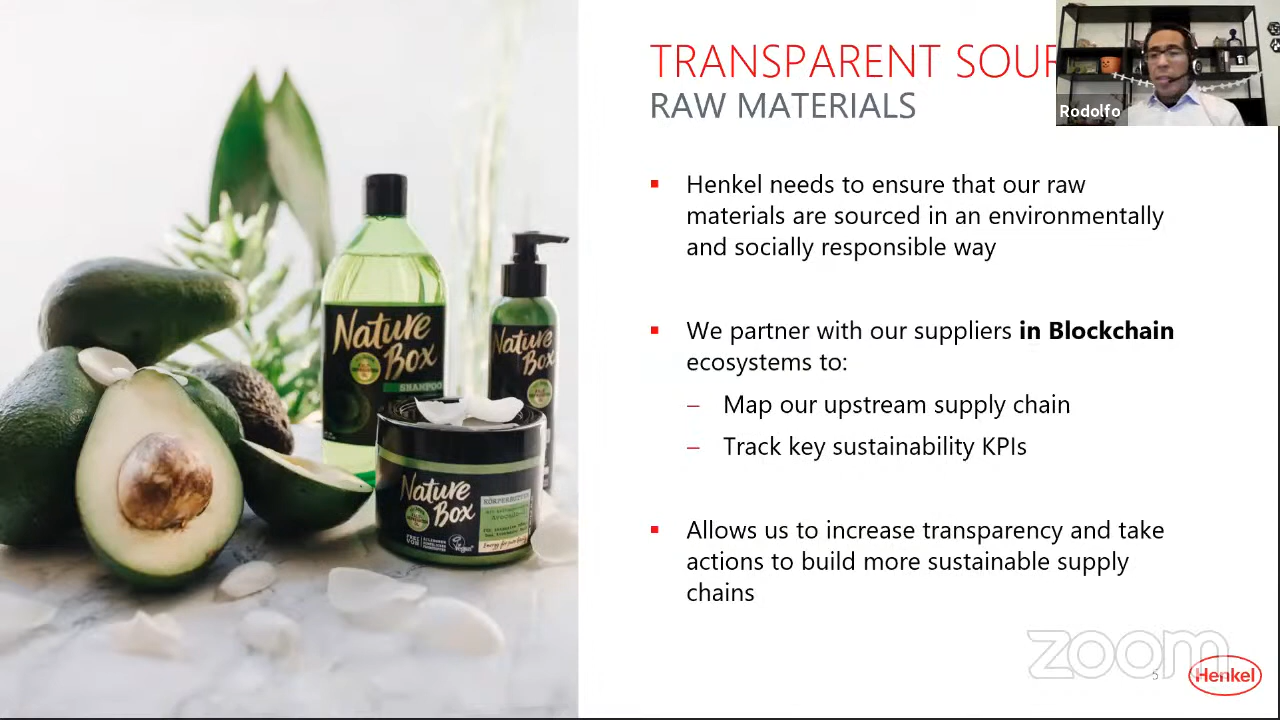 TRANSPARENT SOUR
RAW MATERIALS
Rodolfo
▪ Henkel needs to ensure that our raw
materials are sourced in an environmentally
and socially responsible way
▪ We partner with our suppliers in Blockchain
ecosystems to:
– Map our upstream supply chain
– Track key sustainability KPIs
▪ Allows us to increase transparency and take
actions to build more sustainable supply
chains
Nature
Box
SHAMPOO
Nature
Box
Nature
Box
KÖRPERBUTTER
Vegan
zoom
5
Henkel